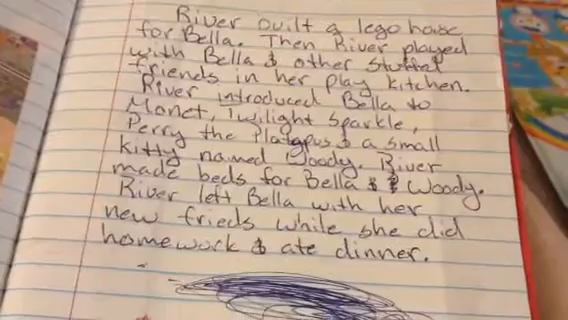 River built a lego house
for Bella. Then River played
with Bella & other stuffed
friends in her play kitchen.
River introduced Bella to
Monet, Twilight Sparkle,
Perry the Platapus & a small
kitty named Woody. River
made beds for Bella & Woody.
River left Bella with her
new frieds while she did
homework & ate dinner.